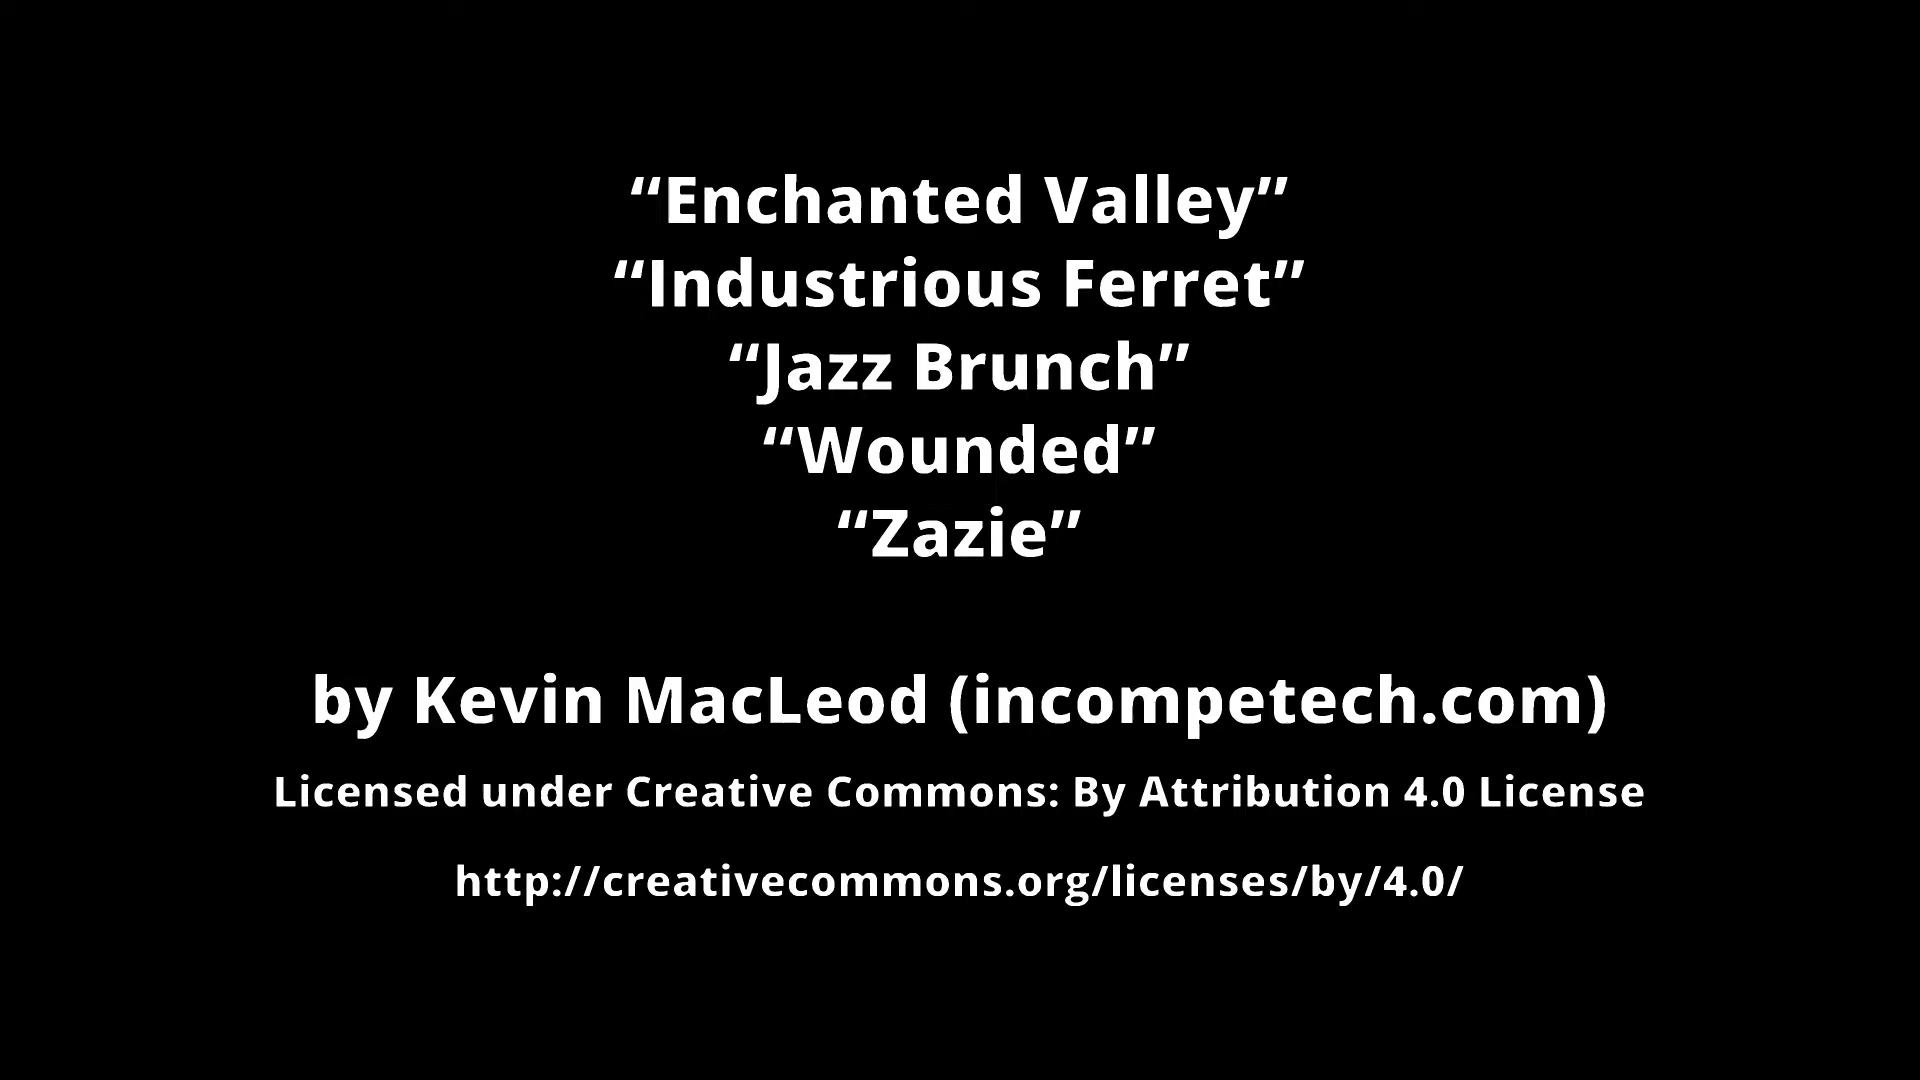 “Enchanted Valley”
“Industrious Ferret”
“Jazz Brunch”
“Wounded”
“Zazie”
by Kevin MacLeod (incompetech.com)
Licensed under Creative Commons: By Attribution 4.0 License
http://creativecommons.org/licenses/by/4.0/